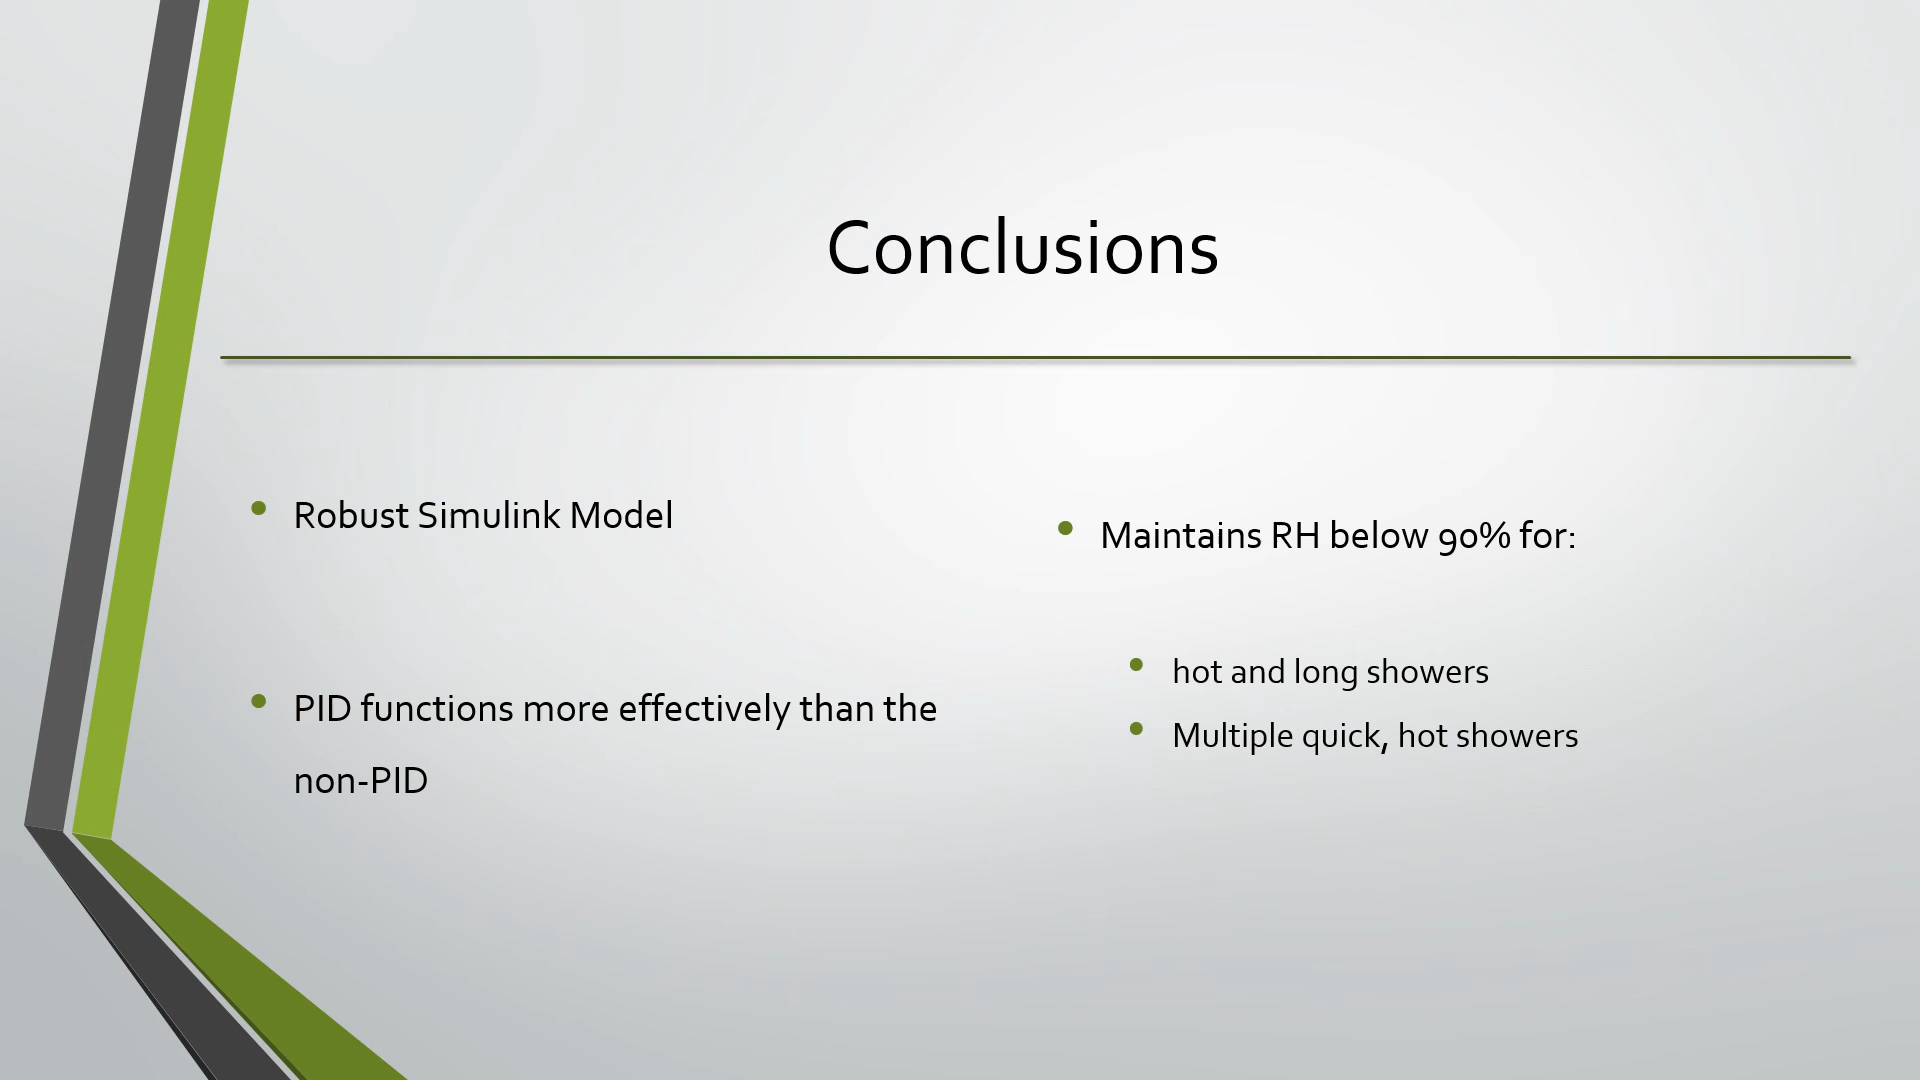 Conclusions
Robust Simulink Model
PID functions more effectively than the
non-PID
Maintains RH below 90% for:
hot and long showers
Multiple quick, hot showers